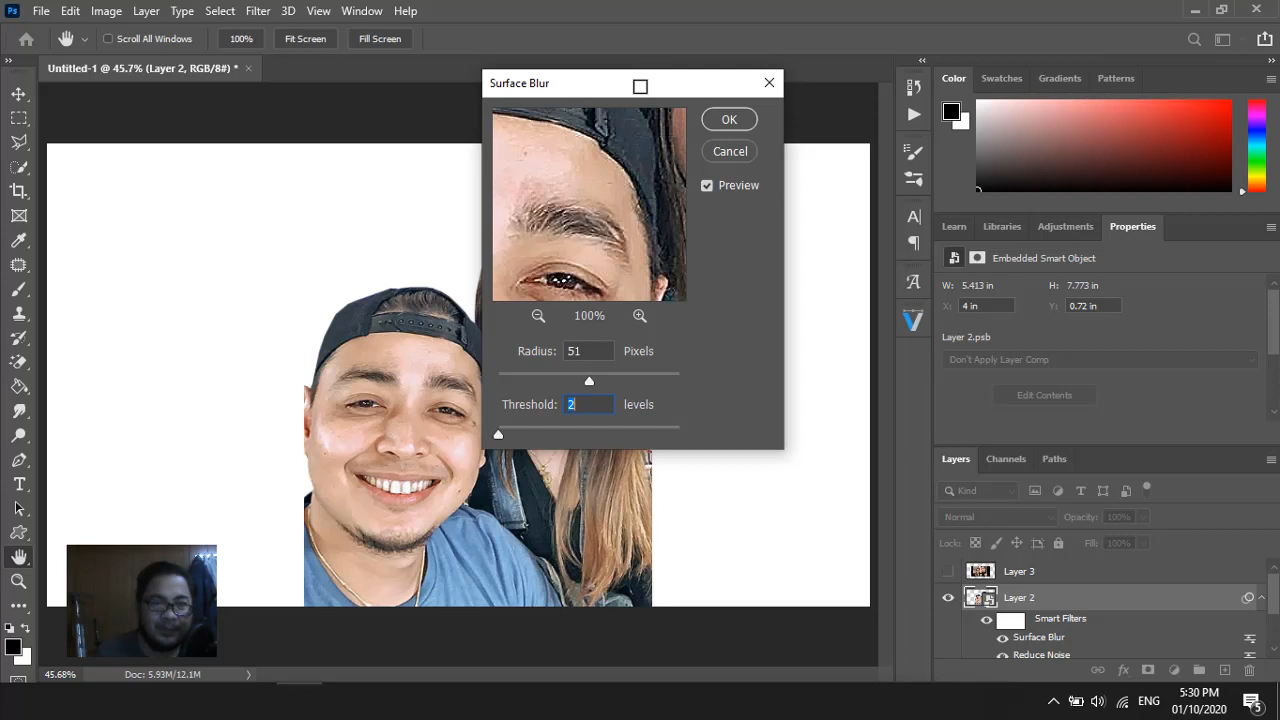 Ps File Edit Image Layer Type Select Filter 3D View Window Help
Scroll All Windows 100% Fit Screen Fill Screen
Untitled-1 @ 45.7% (Layer 2, RGB/8#) *
Surface Blur
OK
Cancel
Preview
100%
Radius: 51 Pixels
Threshold: 2 levels
Color Swatches Gradients Patterns
Learn Libraries Adjustments Properties
Embedded Smart Object
W: 5.413 in H: 7.773 in
X: 4 in Y: 0.72 in
Layer 2.psb
Don't Apply Layer Comp
Edit Contents
Layers Channels Paths
Kind
Normal Opacity: 100%
Lock: Fill: 100%
Layer 3
Layer 2
Smart Filters
Surface Blur
Reduce Noise
45.68% Doc: 5.93M/12.1M
ENG
5:30 PM
01/10/2020
5